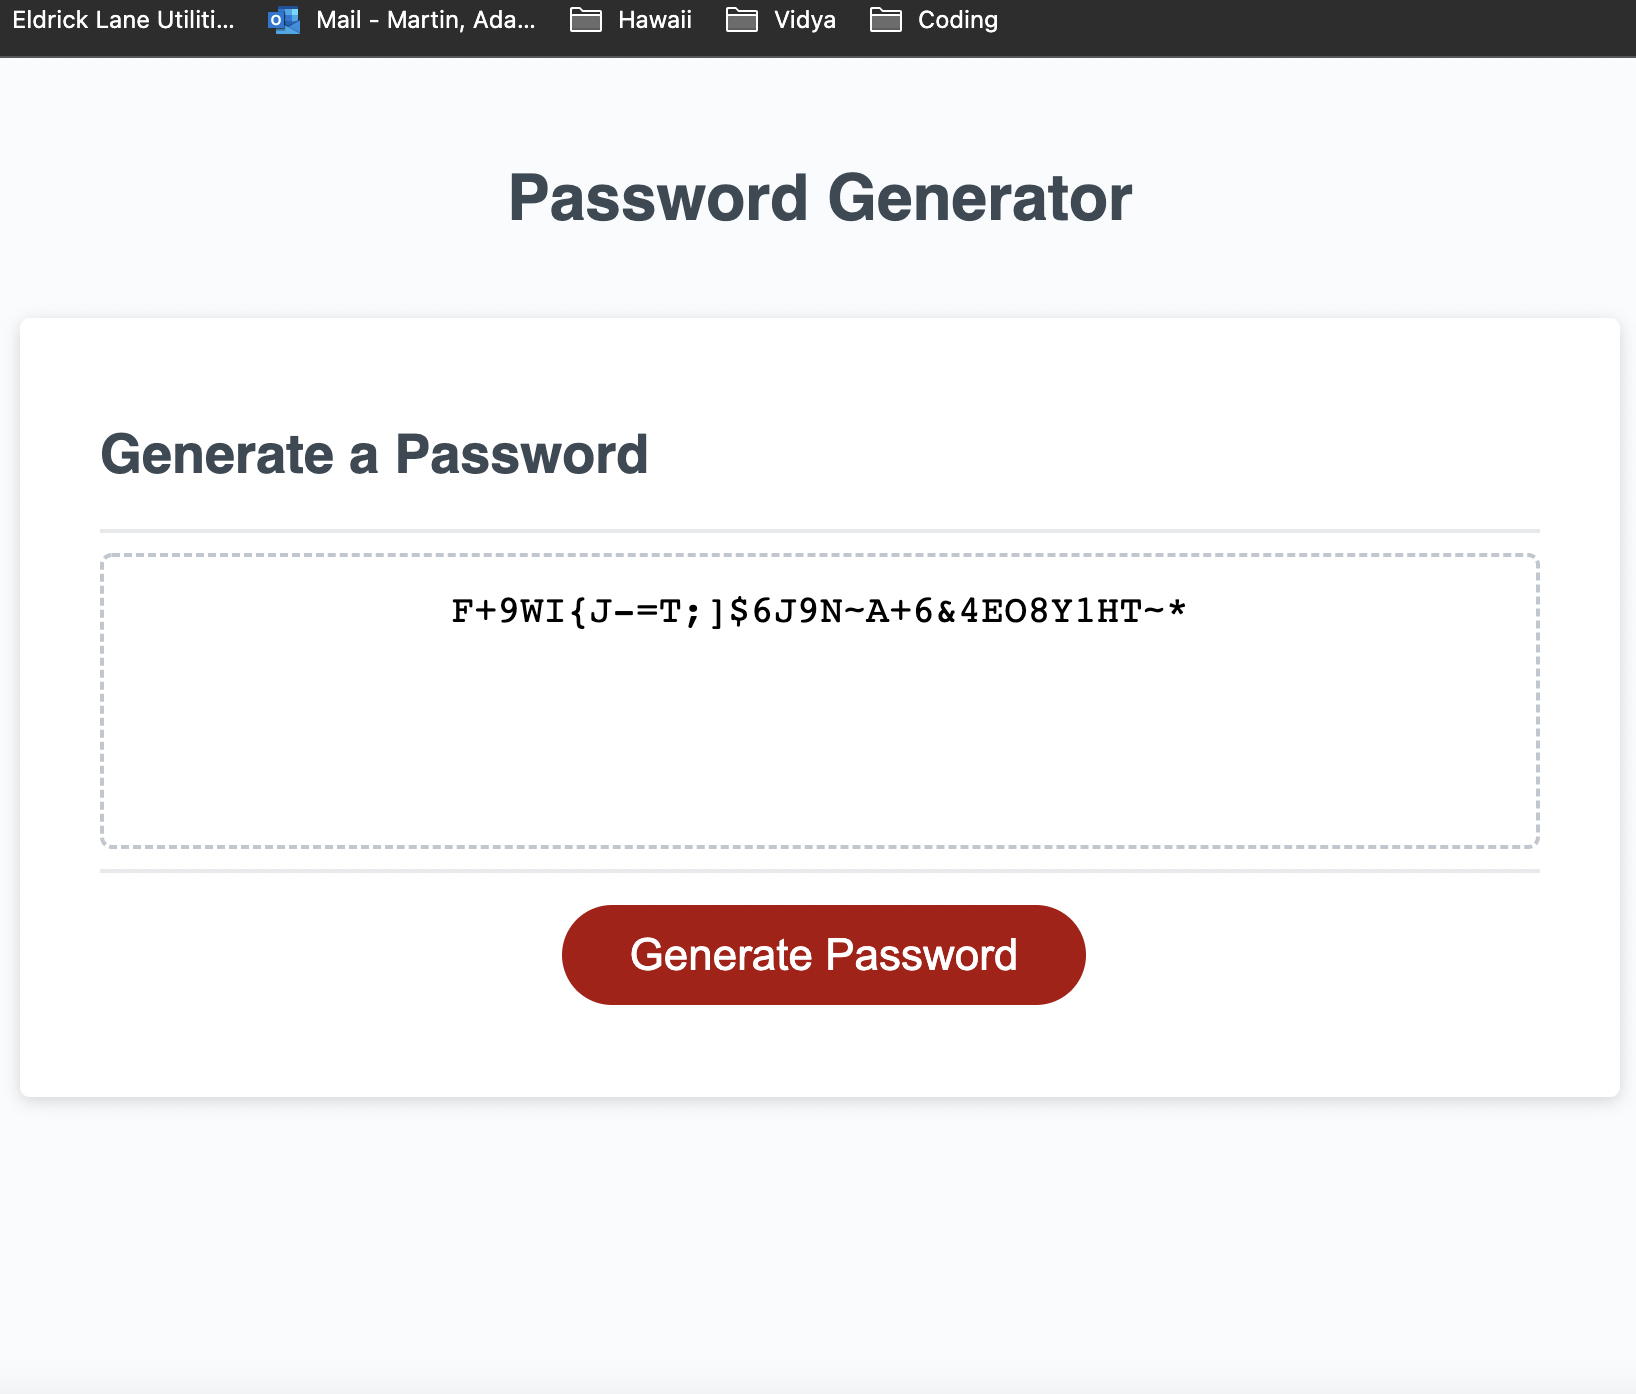 Eldrick Lane Utiliti... Mail - Martin, Ada... Hawaii Vidya Coding
Password Generator
Generate a Password
F+9WI{J-=T;]$6J9N~A+6&4EO8Y1HT~*
Generate Password